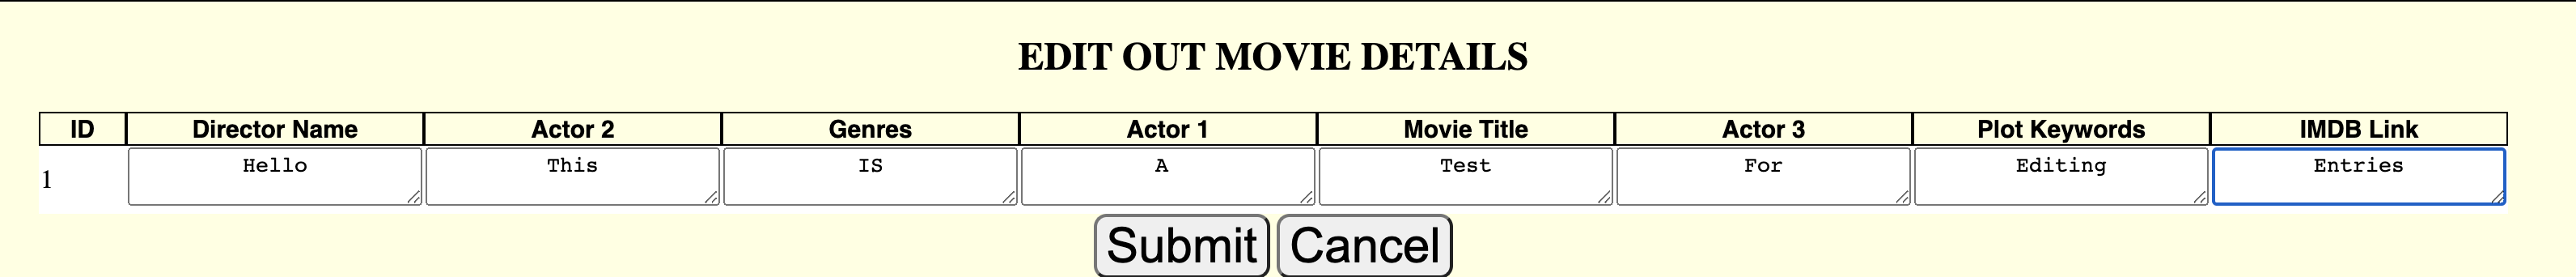 EDIT OUT MOVIE DETAILS
ID Director Name Actor 2 Genres Actor 1 Movie Title Actor 3 Plot Keywords IMDB Link
1 Hello This IS A Test For Editing Entries
Submit Cancel